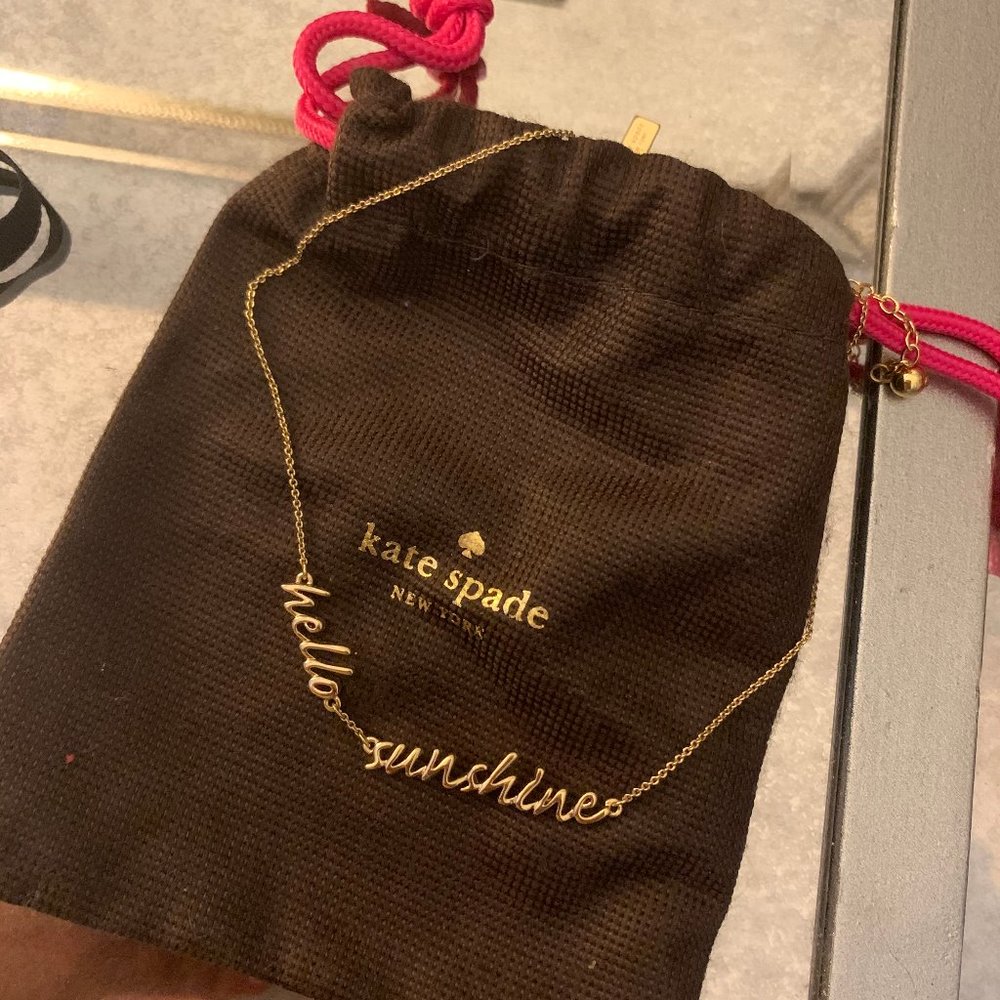 kate spade
NEW YORK
hello
sunshine